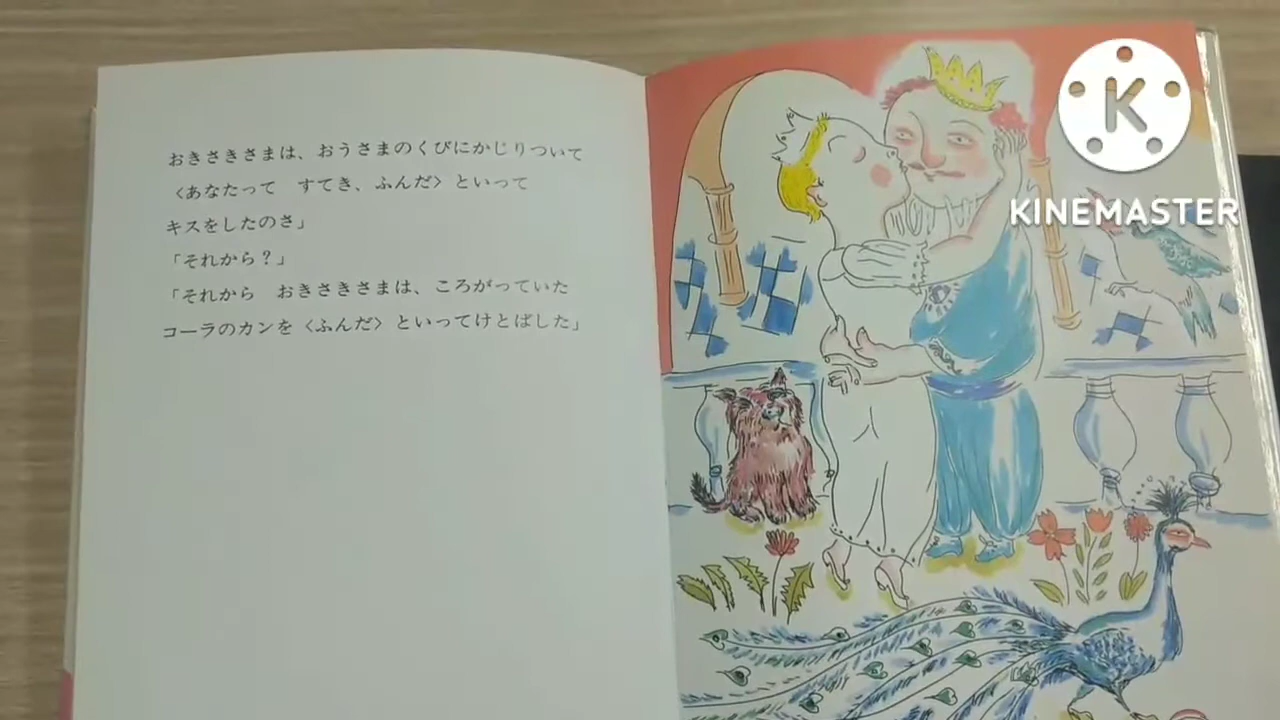 おきさきさまは、おうさまのくびにかじりついて
〈あなたって　すてき、ふんだ〉といって
キスをしたのさ」
「それから？」
「それから　おきさきさまは、ころがっていた
コーラのカンを〈ふんだ〉といってけとばした」
K
KINEMASTER